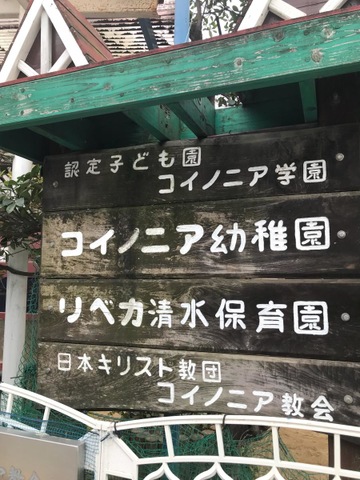 認定子ども園
コイノニア学園
コイノニア幼稚園
リベカ清水保育園
日本キリスト教団
コイノニア教会